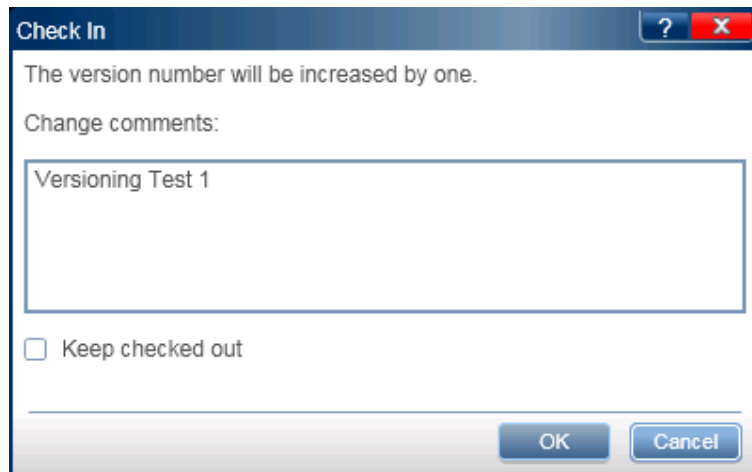 Check In
?
X
The version number will be increased by one.
Change comments:
Versioning Test 1
Keep checked out
OK
Cancel